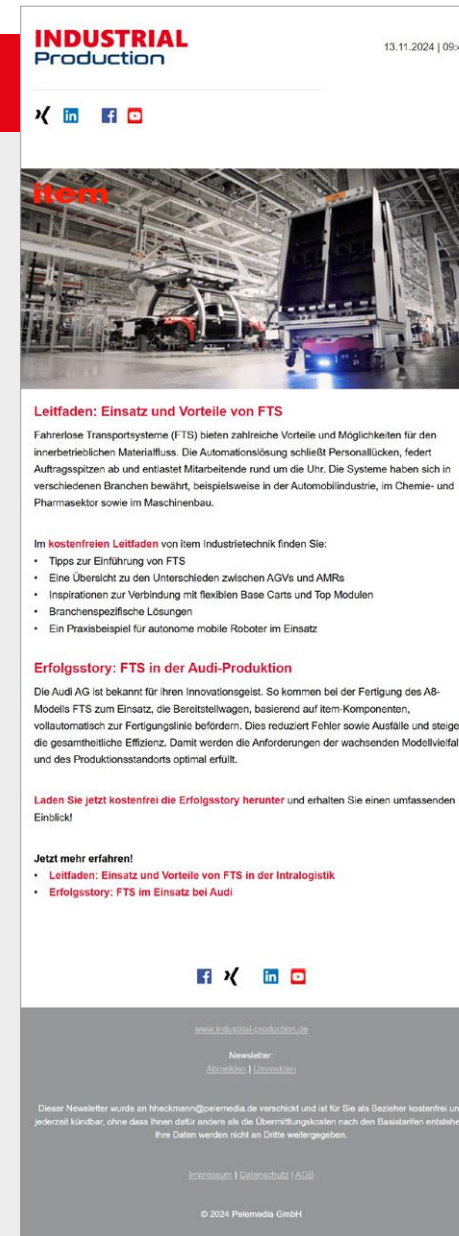 INDUSTRIAL
Production
13.11.2024 | 09:4
item
Leitfaden: Einsatz und Vorteile von FTS
Fahrerlose Transportsysteme (FTS) bieten zahlreiche Vorteile und Möglichkeiten für den
innerbetrieblichen Materialfluss. Die Automationslösung schließt Personallücken, federt
Auftragsspitzen ab und entlastet Mitarbeitende rund um die Uhr. Die Systeme haben sich in
verschiedenen Branchen bewährt, beispielsweise in der Automobilindustrie, im Chemie- und
Pharmasektor sowie im Maschinenbau.
Im kostenfreien Leitfaden von item Industrietechnik finden Sie:
• Tipps zur Einführung von FTS
• Eine Übersicht zu den Unterschieden zwischen AGVs und AMRs
• Inspirationen zur Verbindung mit flexiblen Base Carts und Top Modulen
• Branchenspezifische Lösungen
• Ein Praxisbeispiel für autonome mobile Roboter im Einsatz
Erfolgsstory: FTS in der Audi-Produktion
Die Audi AG ist bekannt für ihren Innovationsgeist. So kommen bei der Fertigung des A8-
Modells FTS zum Einsatz, die Bereitstellwagen, basierend auf item-Komponenten,
vollautomatisch zur Fertigungslinie befördern. Dies reduziert Fehler sowie Ausfälle und steige
die gesamtheitliche Effizienz. Damit werden die Anforderungen der wachsenden Modellvielfal
und des Produktionsstandorts optimal erfüllt.
Laden Sie jetzt kostenfrei die Erfolgsstory herunter und erhalten Sie einen umfassenden
Einblick!
Jetzt mehr erfahren!
• Leitfaden: Einsatz und Vorteile von FTS in der Intralogistik
• Erfolgsstory: FTS im Einsatz bei Audi
www.industrial-production.de
Newsletter:
Abmelden | Ummelden
Dieser Newsletter wurde an hheckmann@pelemedia.de verschickt und ist für Sie als Bezieher kostenfrei un
jederzeit kündbar, ohne dass Ihnen dafür andere als die Übermittlungskosten nach den Basistarifen entstehe
Ihre Daten werden nicht an Dritte weitergegeben.
Impressum | Datenschutz | AGB
© 2024 Pelemedia GmbH